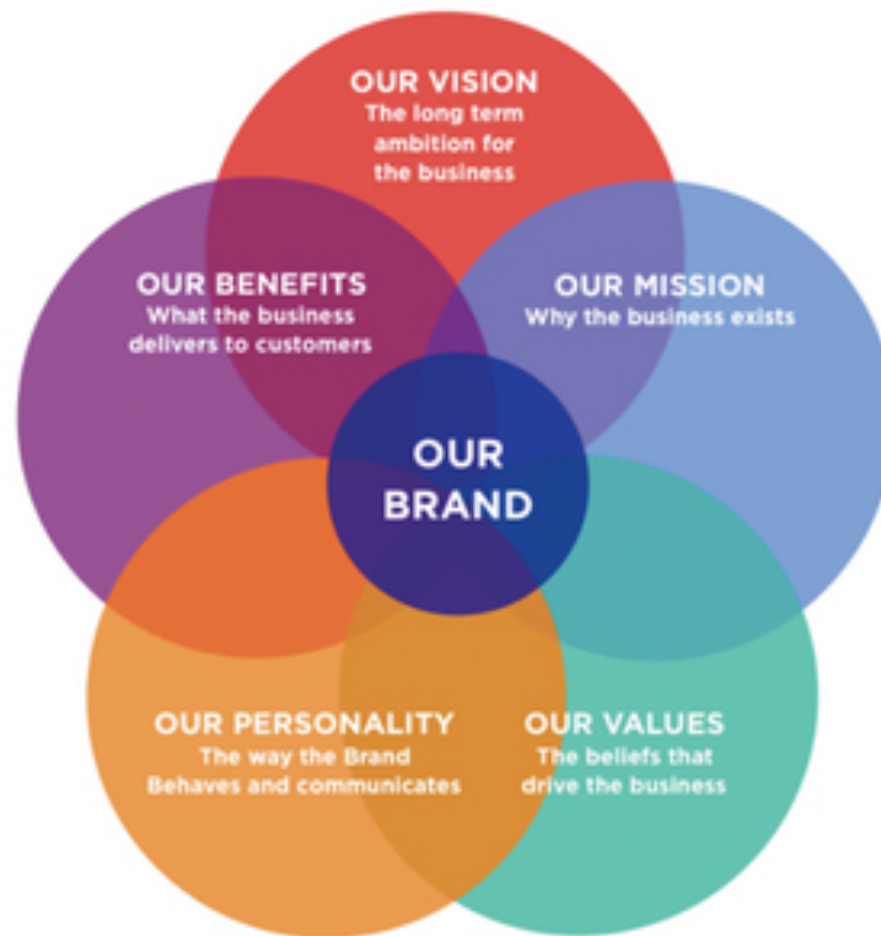 OUR VISION
The long term
ambition for
the business
OUR BENEFITS
What the business
delivers to customers
OUR MISSION
Why the business exists
OUR
BRAND
OUR PERSONALITY
The way the Brand
Behaves and communicates
OUR VALUES
The beliefs that
drive the business